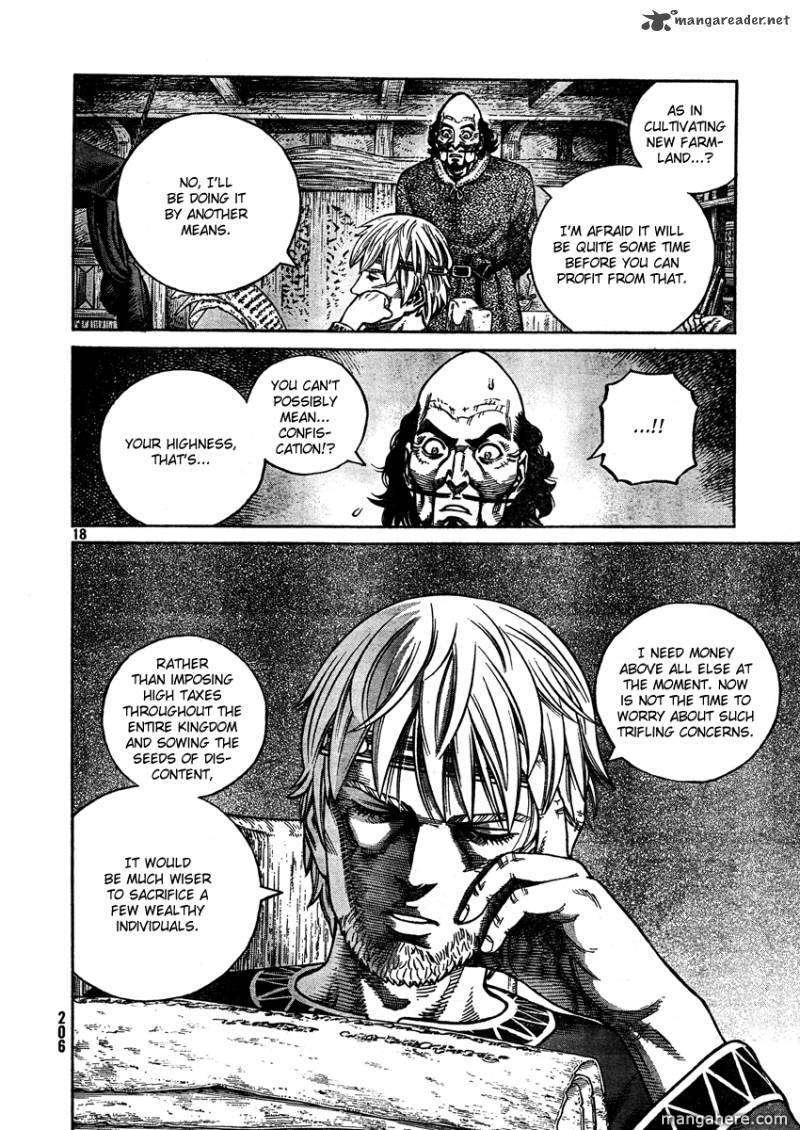 mangareader.net
AS IN
CULTIVATING
NEW FARM-
LAND...?
I'M AFRAID IT WILL
BE QUITE SOME TIME
BEFORE YOU CAN
PROFIT FROM THAT.
NO, I'LL
BE DOING IT
BY ANOTHER
MEANS.
...!!
YOU CAN'T
POSSIBLY
MEAN...
CONFIS-
CATION!?
YOUR HIGHNESS,
THAT'S...
18
I NEED MONEY
ABOVE ALL ELSE AT
THE MOMENT. NOW
IS NOT THE TIME TO
WORRY ABOUT SUCH
TRIFLING CONCERNS.
RATHER
THAN IMPOSING
HIGH TAXES
THROUGHOUT THE
ENTIRE KINGDOM
AND SOWING THE
SEEDS OF DIS-
CONTENT,
IT WOULD
BE MUCH WISER
TO SACRIFICE A
FEW WEALTHY
INDIVIDUALS.
206
mangahere.com